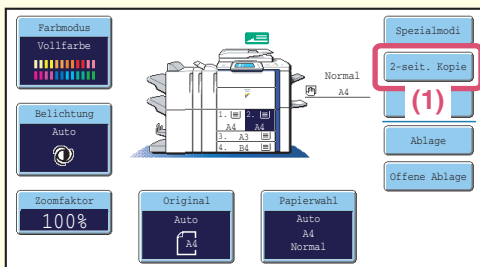 Farbmodus
Vollfarbe
Belichtung
Auto
Zoomfaktor
100%
Normal
A4
1.
2.
A4
A4
3. A3
4. B4
Original
Auto
A4
Papierwahl
Auto
A4
Normal
Spezialmodi
2-seit. Kopie
(1)
Ablage
Offene Ablage